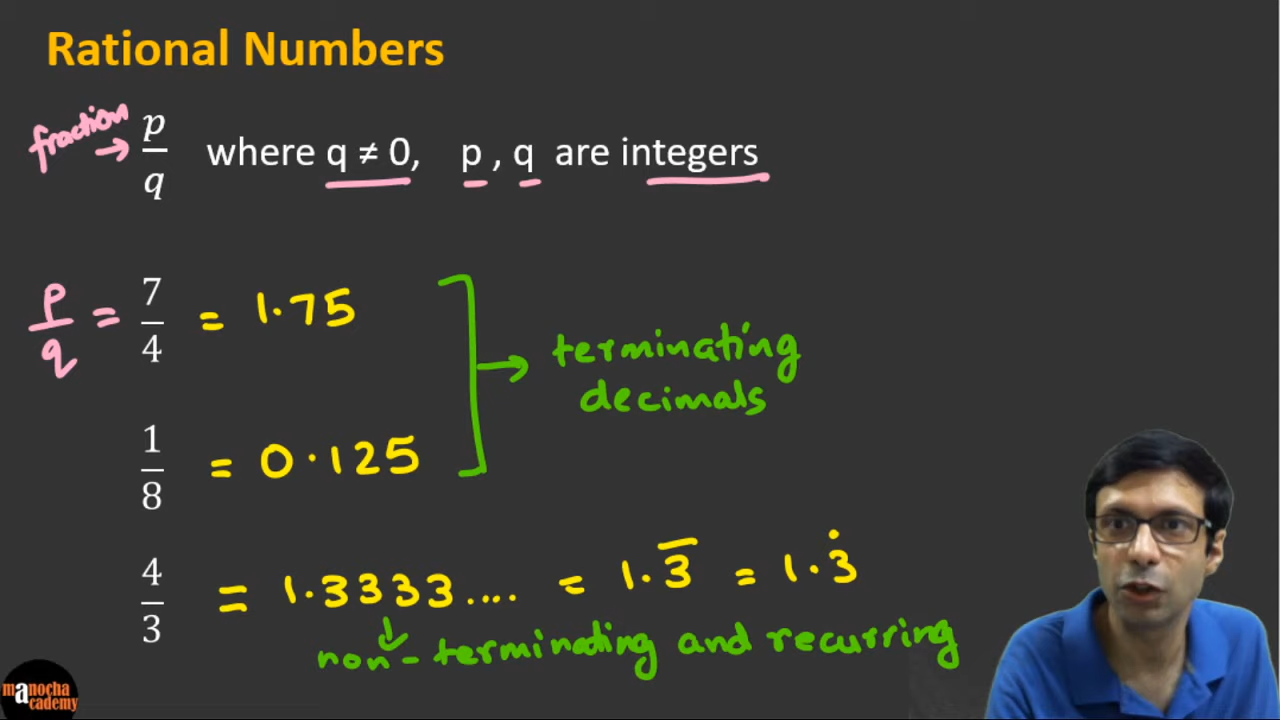 Rational Numbers
fraction → p/q where q ≠ 0, p , q are integers
p/q = 7/4 = 1.75
→ terminating
decimals
1/8 = 0.125
4/3 = 1.3333.... = 1.3̅ = 1.3̇
non-terminating and recurring
manocha
academy